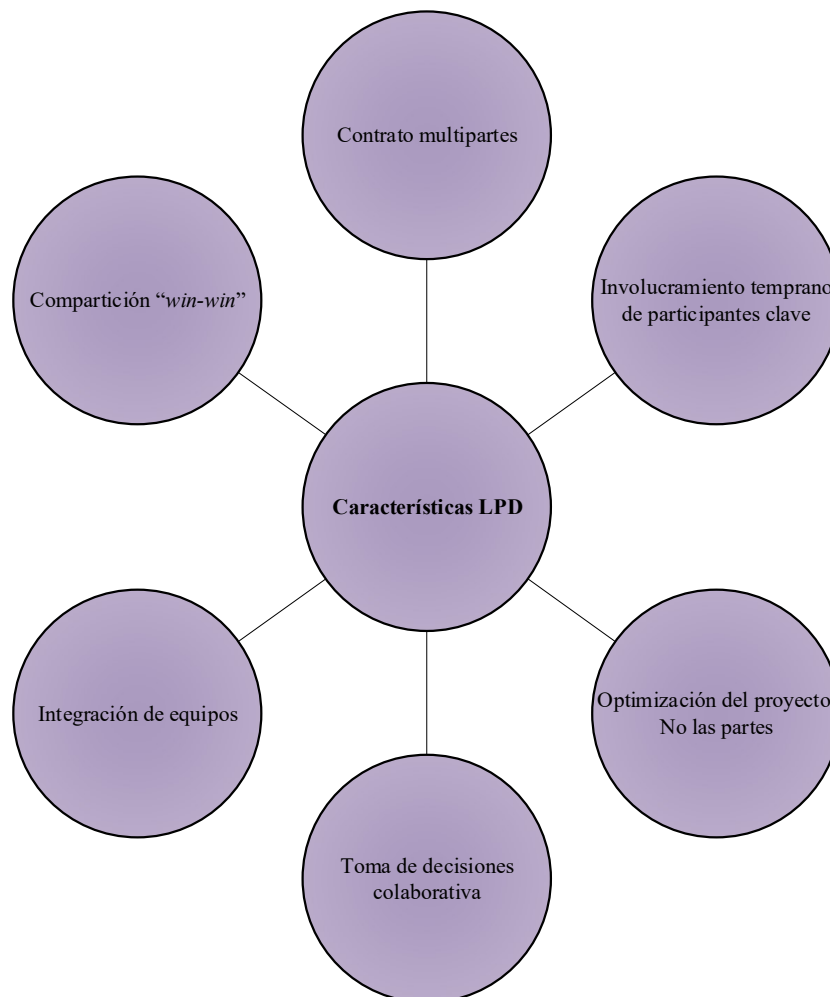 Contrato multipartes
Compartición “win-win”
Involucramiento temprano
de participantes clave
Características LPD
Integración de equipos
Optimización del proyecto
No las partes
Toma de decisiones
colaborativa